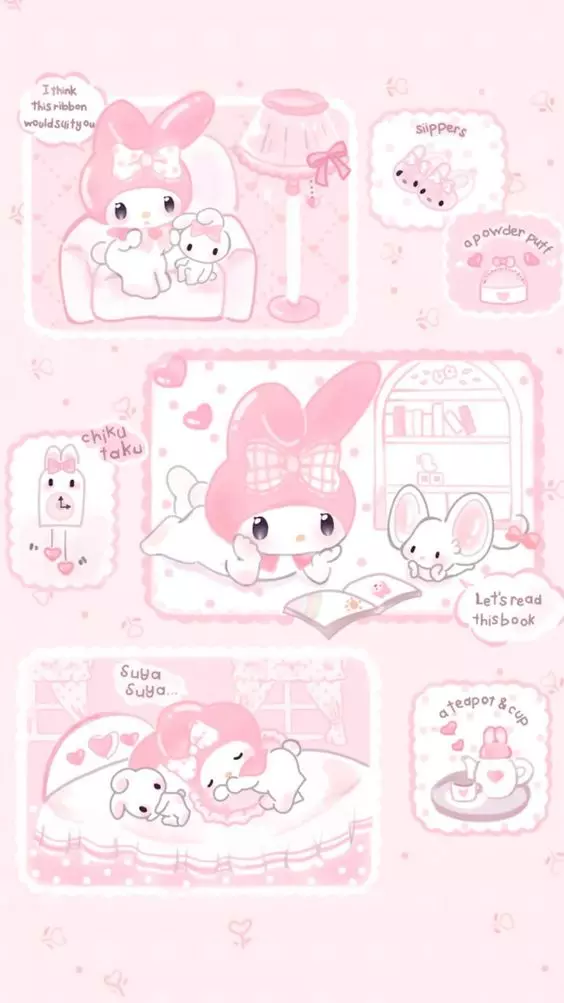 I think
this ribbon
would suit you
slippers
a powder puff
chiku
taku
Let's read
this book
Suya
Suya...
a teapot & cup